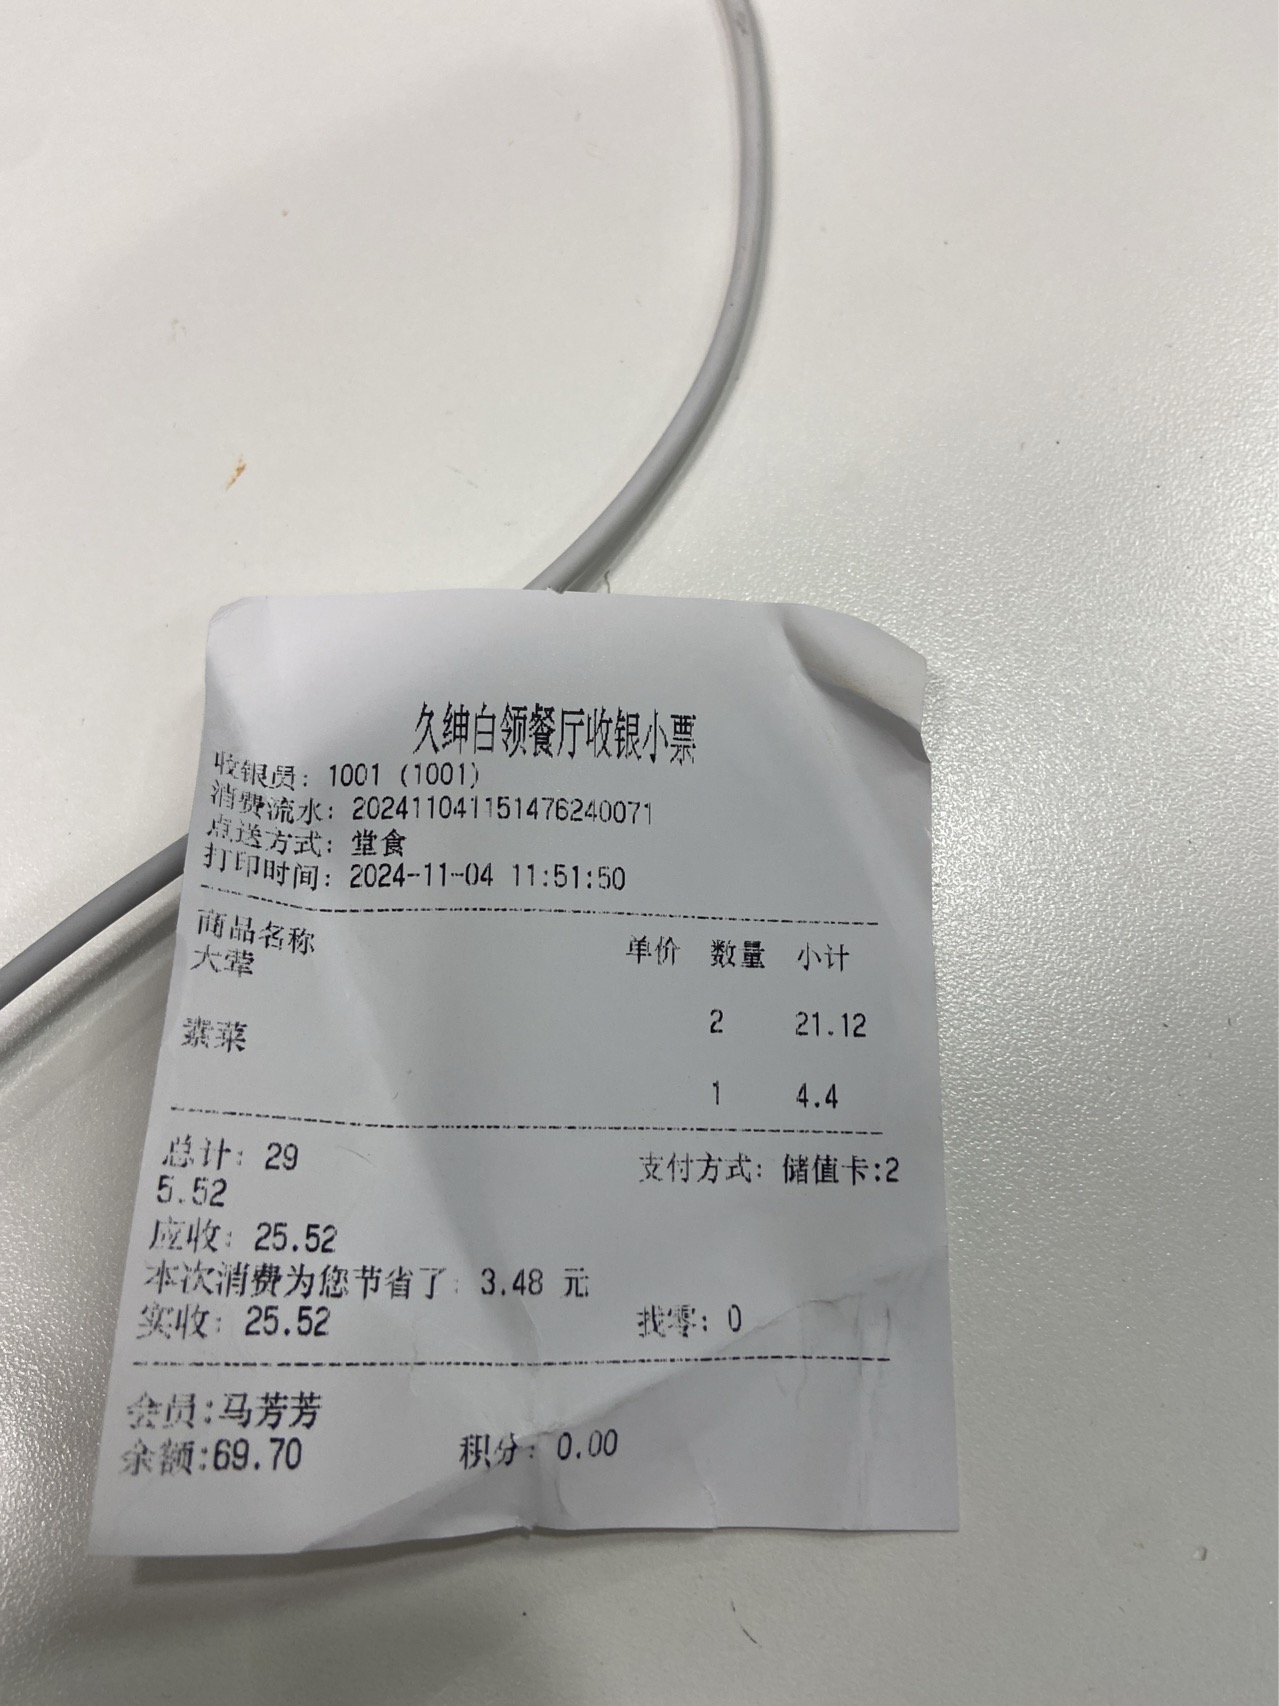 久绅白领餐厅收银小票
收银员: 1001 (1001)
消费流水: 202411041151476240071
点送方式: 堂食
打印时间: 2024-11-04 11:51:50
商品名称 单价 数量 小计
大荤
2 21.12
素菜
1 4.4
总计: 29 支付方式: 储值卡:2
5.52
应收: 25.52
本次消费为您节省了: 3.48 元
实收: 25.52 找零: 0
会员:马芳芳
余额:69.70 积分: 0.00